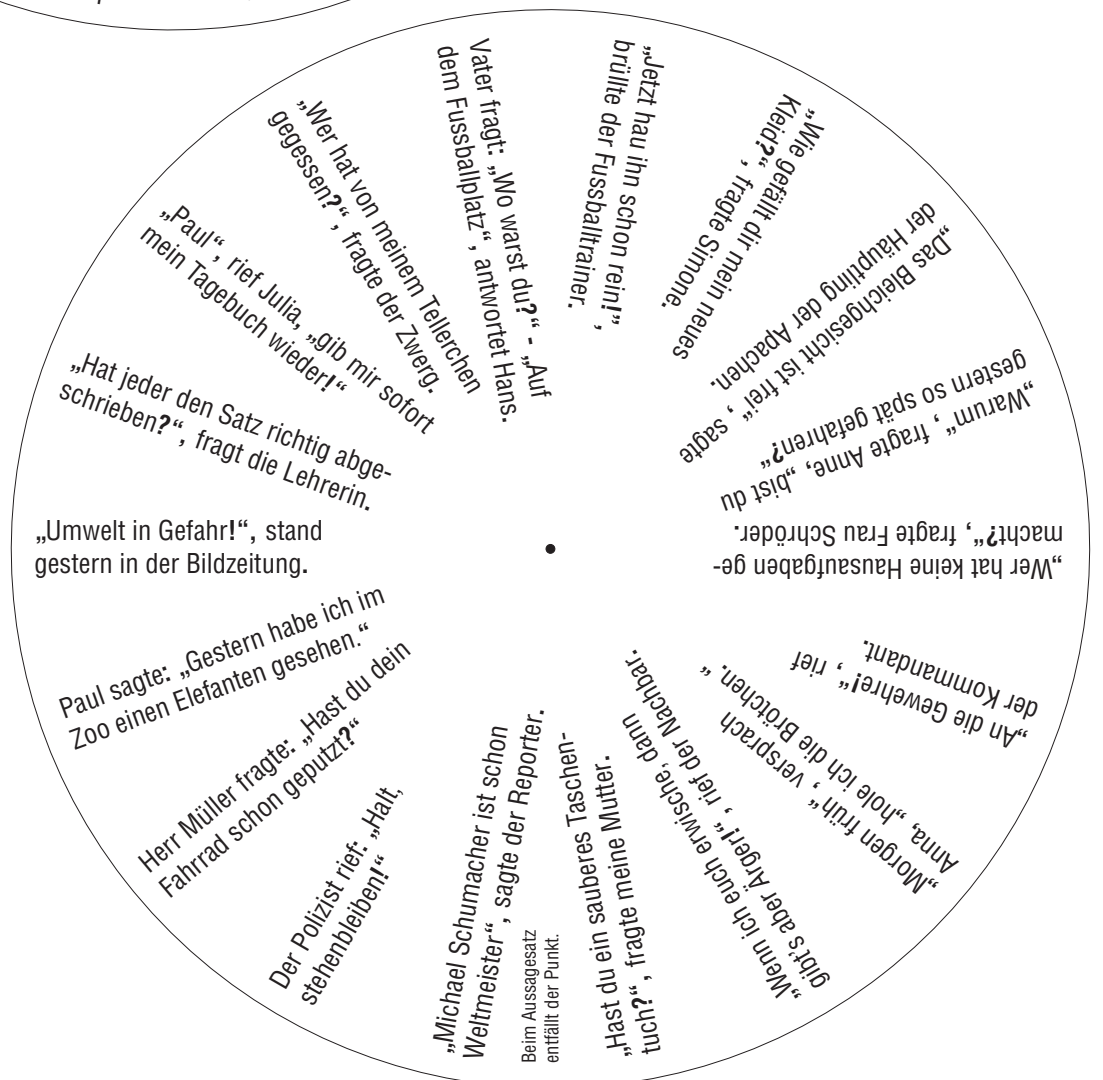 „Umwelt in Gefahr!“, stand
gestern in der Bildzeitung.
„Hat jeder den Satz richtig abge-
schrieben?“, fragt die Lehrerin.
„Paul“, rief Julia, „gib mir sofort
mein Tagebuch wieder!“
„Wer hat von meinem Tellerchen
gegessen?“, fragte der Zwerg.
Vater fragt: „Wo warst du?“ - „Auf
dem Fussballplatz“, antwortet Hans.
„Jetzt hau ihn schon rein!“,
brüllte der Fussballtrainer.
„Wie gefällt dir mein neues
Kleid?“, fragte Simone.
„Das Bleichgesicht ist frei“, sagte
der Häuptling der Apachen.
„Warum“, fragte Anne, „bist du
gestern so spät gefahren?“
„Wer hat keine Hausaufgaben ge-
macht?“, fragte Frau Schröder.
„An die Gewehre!“, rief
der Kommandant.
„Morgen früh“, versprach
Anna, „hole ich die Brötchen.“
„Wenn ich euch erwische, dann
gibt's aber Ärger!“, rief der Nachbar.
„Hast du ein sauberes Taschen-
tuch?“, fragte meine Mutter.
„Michael Schumacher ist schon
Weltmeister“, sagte der Reporter.
Beim Aussagesatz
entfällt der Punkt.
Der Polizist rief: „Halt,
stehenbleiben!“
Herr Müller fragte: „Hast du dein
Fahrrad schon geputzt?“
Paul sagte: „Gestern habe ich im
Zoo einen Elefanten gesehen.“